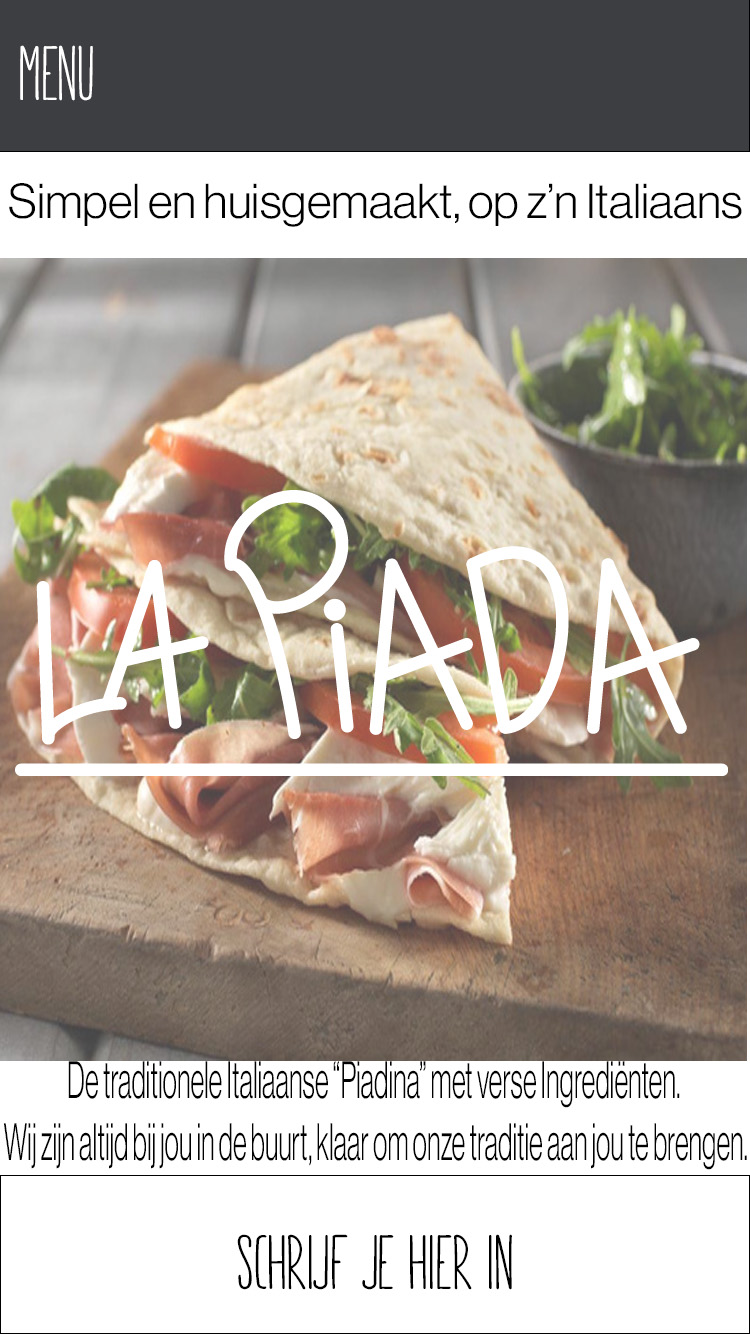 MENU
Simpel en huisgemaakt, op z’n Italiaans
LA PiADA
De traditionele Italiaanse “Piadina” met verse Ingrediënten.
Wij zijn altijd bij jou in de buurt, klaar om onze traditie aan jou te brengen.
SCHRIJF JE HIER IN